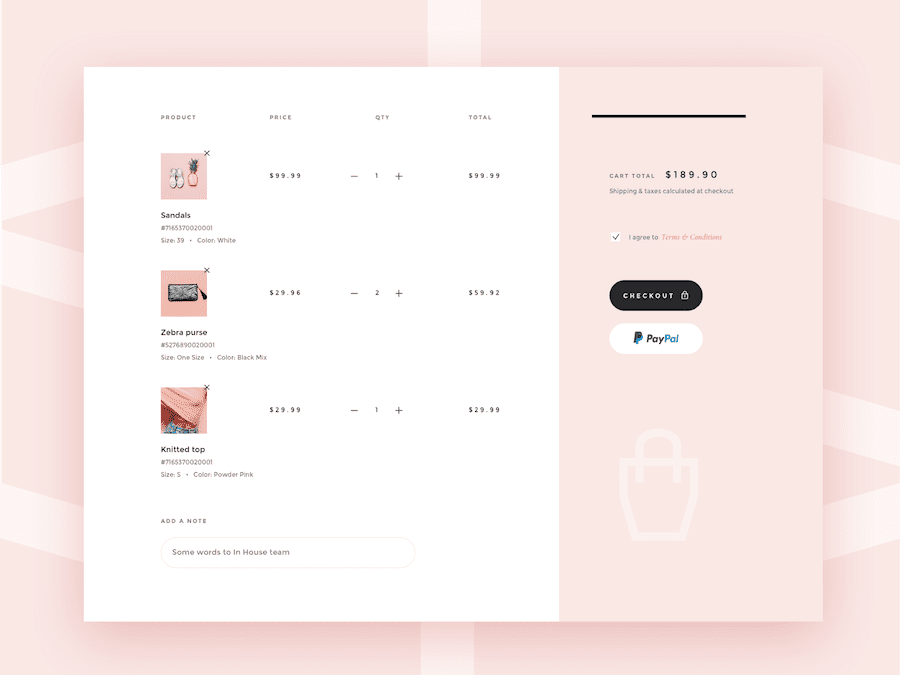 PRODUCT PRICE QTY TOTAL
$99.99 1 $99.99
Sandals
#7165370020001
Size: 39 • Color: White
$29.96 2 $59.92
Zebra purse
#5276890020001
Size: One Size • Color: Black Mix
$29.99 1 $29.99
Knitted top
#7165370020001
Size: S • Color: Powder Pink
ADD A NOTE
Some words to In House team
CART TOTAL $189.90
Shipping & taxes calculated at checkout
I agree to Terms & Conditions
CHECKOUT
PayPal